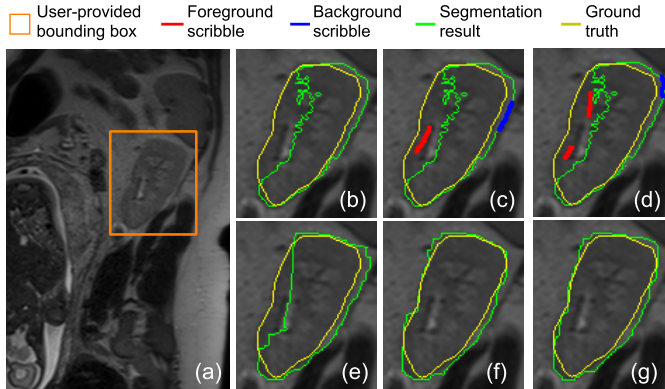 User-provided bounding box
Foreground scribble
Background scribble
Segmentation result
Ground truth
(a)
(b)
(c)
(d)
(e)
(f)
(g)